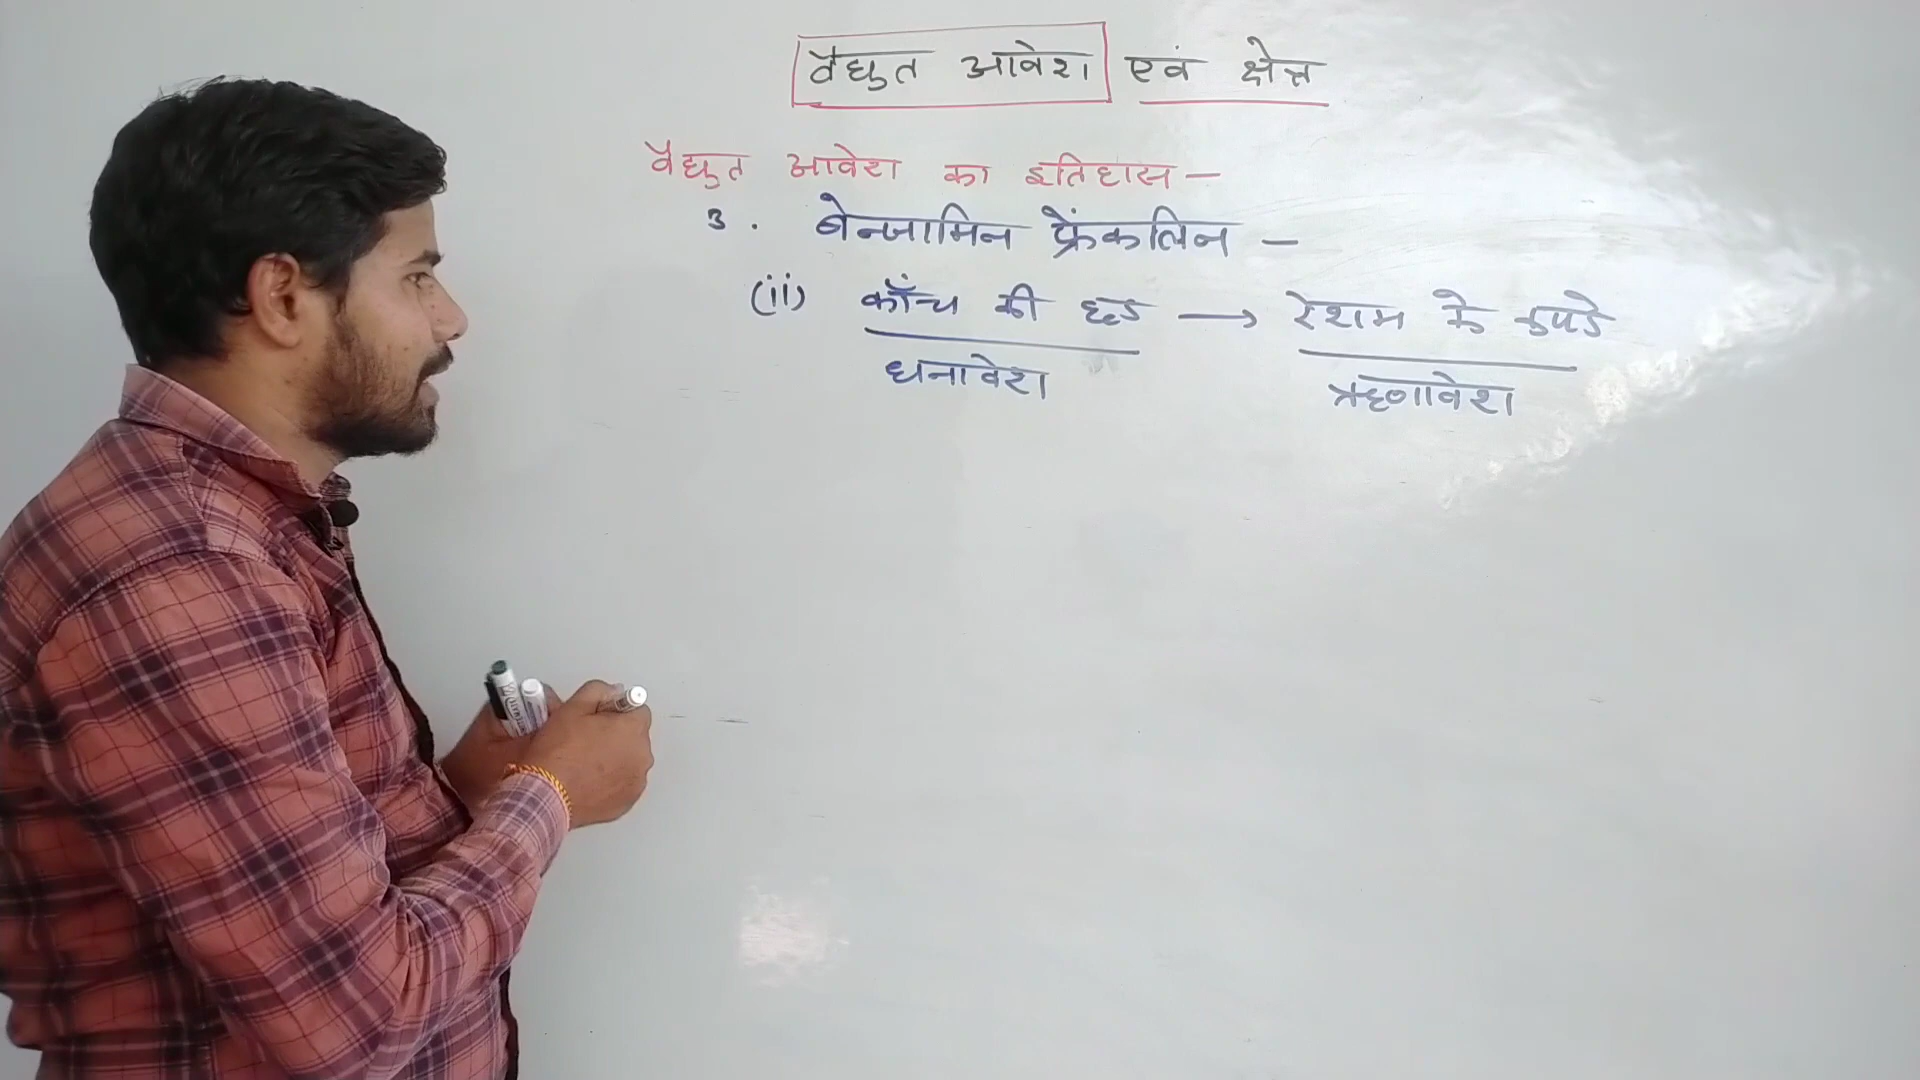 वैद्युत आवेश एवं क्षेत्र
वैद्युत आवेश का इतिहास –
3. बेन्जामिन फ्रेंकलिन –
(ii) काँच की छड़ → रेशम के कपडे
धनावेश ऋणावेश